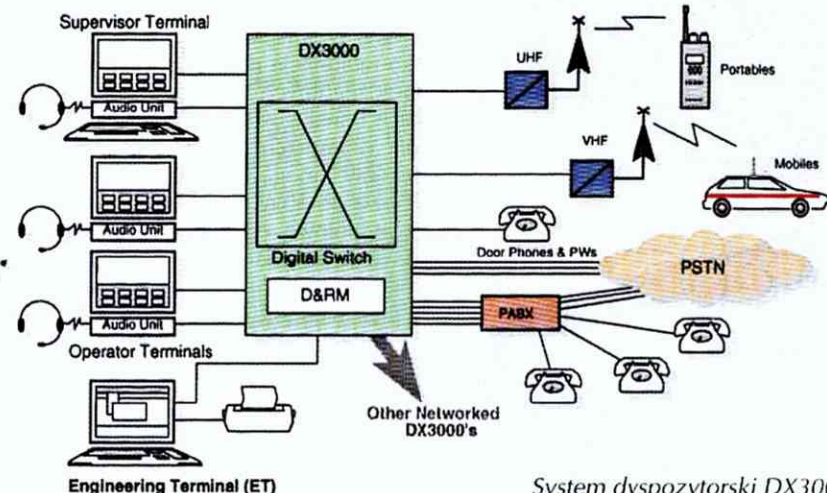 Supervisor Terminal
DX3000
UHF
Portables
Audio Unit
VHF
Mobiles
Audio Unit
Digital Switch
Door Phones & PWs
PSTN
D&RM
PABX
Audio Unit
Operator Terminals
Other Networked
DX3000's
Engineering Terminal (ET)
System dyspozytorski DX300